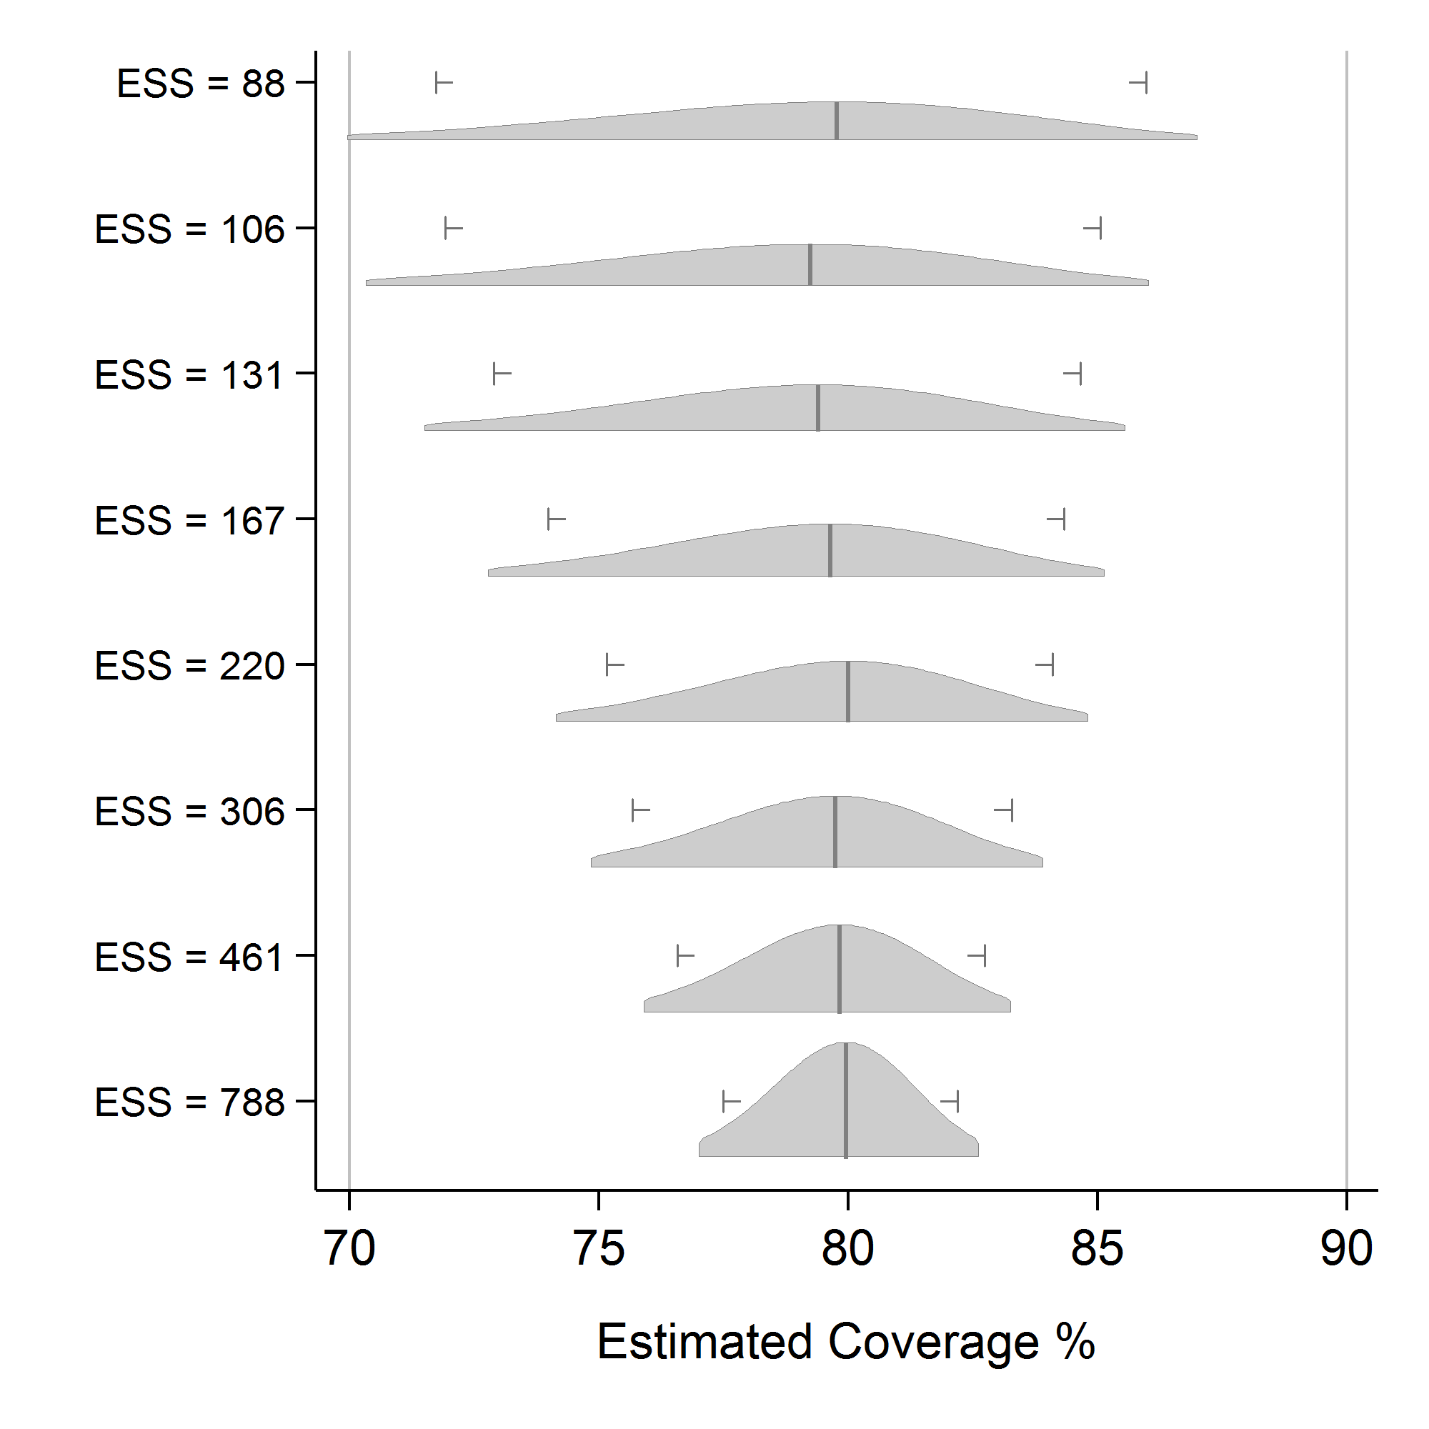 ESS = 88
ESS = 106
ESS = 131
ESS = 167
ESS = 220
ESS = 306
ESS = 461
ESS = 788
70 75 80 85 90
Estimated Coverage %